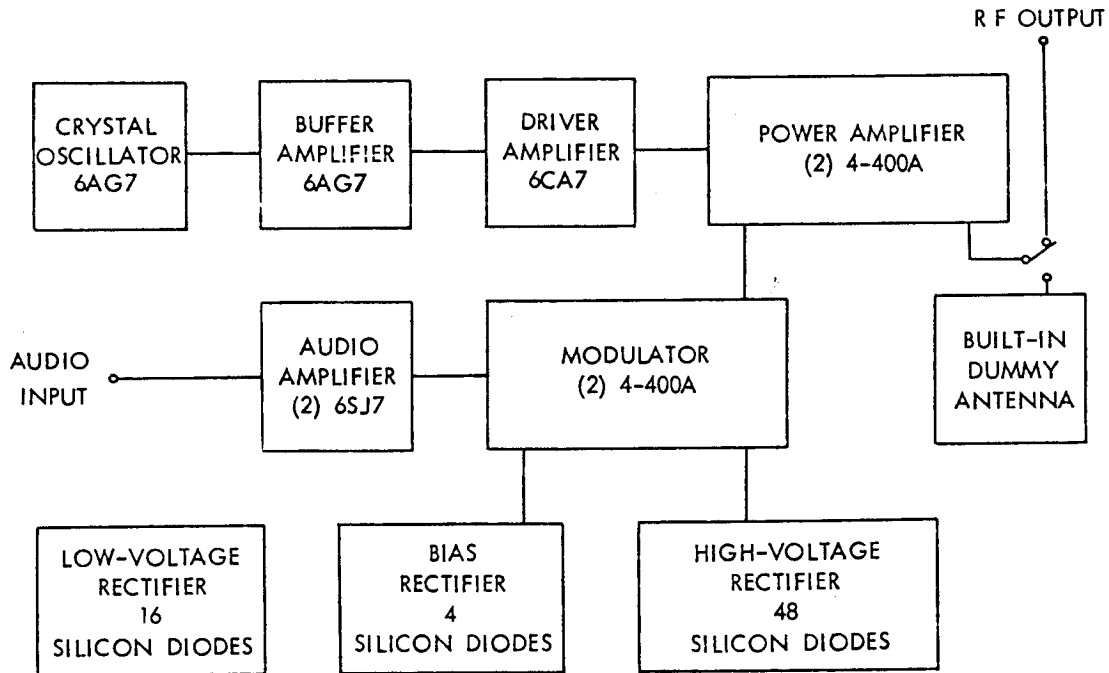 R F OUTPUT
CRYSTAL
OSCILLATOR
6AG7
BUFFER
AMPLIFIER
6AG7
DRIVER
AMPLIFIER
6CA7
POWER AMPLIFIER
(2) 4-400A
AUDIO
INPUT
AUDIO
AMPLIFIER
(2) 6SJ7
MODULATOR
(2) 4-400A
BUILT-IN
DUMMY
ANTENNA
LOW-VOLTAGE
RECTIFIER
16
SILICON DIODES
BIAS
RECTIFIER
4
SILICON DIODES
HIGH-VOLTAGE
RECTIFIER
48
SILICON DIODES